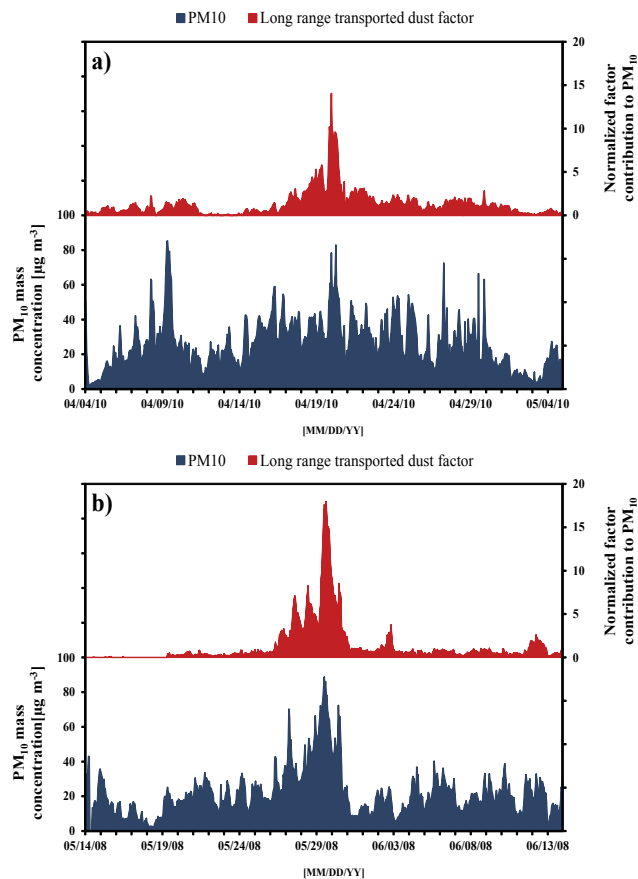 PM10 Long range transported dust factor
a)
20
15
10
5
0
Normalized factor
contribution to PM10
100
80
60
40
20
0
PM10 mass
concentration [µg m-3]
04/04/10 04/09/10 04/14/10 04/19/10 04/24/10 04/29/10 05/04/10
[MM/DD/YY]
PM10 Long range transported dust factor
b)
20
15
10
5
0
Normalized factor
contribution to PM10
100
80
60
40
20
0
PM10 mass
concentration[µg m-3]
05/14/08 05/19/08 05/24/08 05/29/08 06/03/08 06/08/08 06/13/08
[MM/DD/YY]